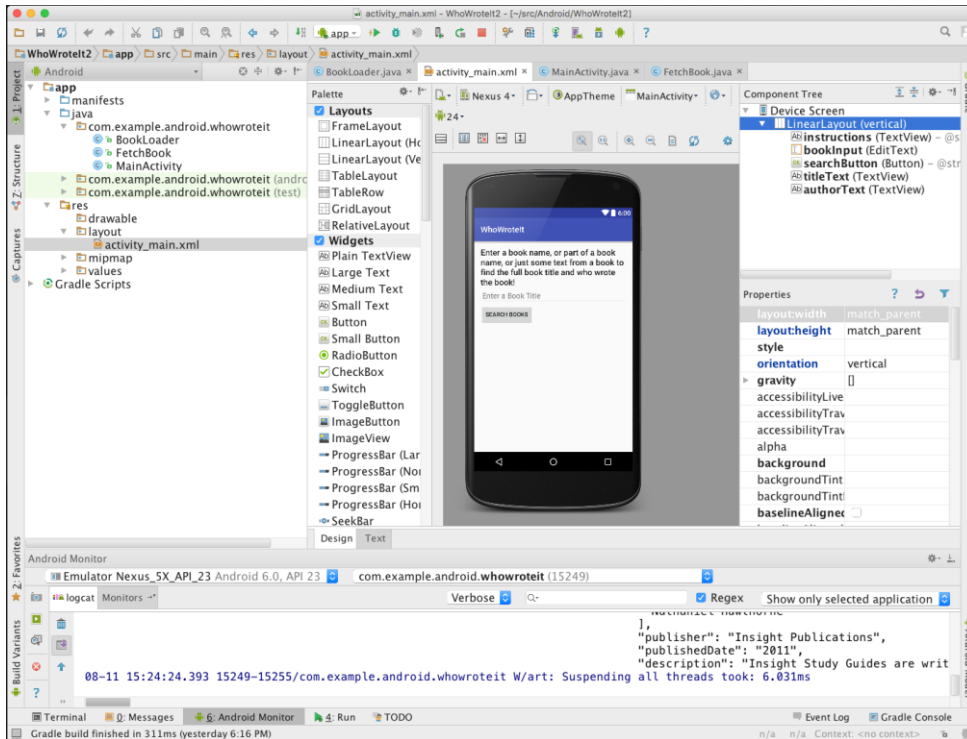 activity_main.xml - WhoWroteIt2 - [~/src/Android/WhoWroteIt2]
app
WhoWroteIt2 app src main res layout activity_main.xml
Android
BookLoader.java × activity_main.xml × MainActivity.java × FetchBook.java ×
1: Project
Z: Structure
Captures
2: Favorites
Build Variants
app
manifests
java
com.example.android.whowroteit
BookLoader
FetchBook
MainActivity
com.example.android.whowroteit (andro
com.example.android.whowroteit (test)
res
drawable
layout
activity_main.xml
mipmap
values
Gradle Scripts
Palette
Layouts
FrameLayout
LinearLayout (Ho
LinearLayout (Ve
TableLayout
TableRow
GridLayout
RelativeLayout
Widgets
Plain TextView
Large Text
Medium Text
Small Text
Button
Small Button
RadioButton
CheckBox
Switch
ToggleButton
ImageButton
ImageView
ProgressBar (Lar
ProgressBar (Nor
ProgressBar (Sm
ProgressBar (Hor
SeekBar
Design Text
Nexus 4 AppTheme MainActivity
24
6:00
WhoWroteIt
Enter a book name, or part of a book
name, or just some text from a book to
find the full book title and who wrote
the book!
Enter a Book Title
SEARCH BOOKS
Component Tree
Device Screen
LinearLayout (vertical)
instructions (TextView) – @s
bookInput (EditText)
searchButton (Button) – @str
titleText (TextView)
authorText (TextView)
Properties ?
layout:width match_parent
layout:height match_parent
style
orientation vertical
gravity []
accessibilityLive
accessibilityTrav
accessibilityTrav
alpha
background
backgroundTint
backgroundTintI
baselineAligned
Android Monitor
Emulator Nexus_5X_API_23 Android 6.0, API 23 com.example.android.whowroteit (15249)
logcat Monitors Verbose Regex Show only selected application
Nathaniel Hawthorne
],
"publisher": "Insight Publications",
"publishedDate": "2011",
"description": "Insight Study Guides are writ
08-11 15:24:24.393 15249-15255/com.example.android.whowroteit W/art: Suspending all threads took: 6.031ms
Terminal 0: Messages 6: Android Monitor 4: Run TODO Event Log Gradle Console
Gradle build finished in 311ms (yesterday 6:16 PM) n/a n/a Context: <no context>